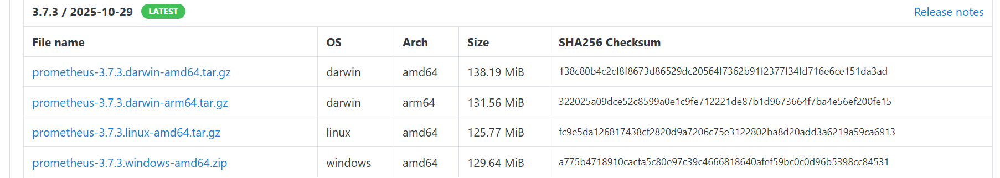 3.7.3 / 2025-10-29 LATEST Release notes
File name OS Arch Size SHA256 Checksum
prometheus-3.7.3.darwin-amd64.tar.gz darwin amd64 138.19 MiB 138c80b4c2cf8f8673d86529dc20564f7362b91f2377f34fd716e6ce151da3ad
prometheus-3.7.3.darwin-arm64.tar.gz darwin arm64 131.56 MiB 322025a09dce52c8599a0e1c9fe712221de87b1d9673664f7ba4e56ef200fe15
prometheus-3.7.3.linux-amd64.tar.gz linux amd64 125.77 MiB fc9e5da126817438cf2820d9a7206c75e3122802ba8d20add3a6219a59ca6913
prometheus-3.7.3.windows-amd64.zip windows amd64 129.64 MiB a775b4718910cacfa5c80e97c39c4666818640afef59bc0c0d96b5398cc84531